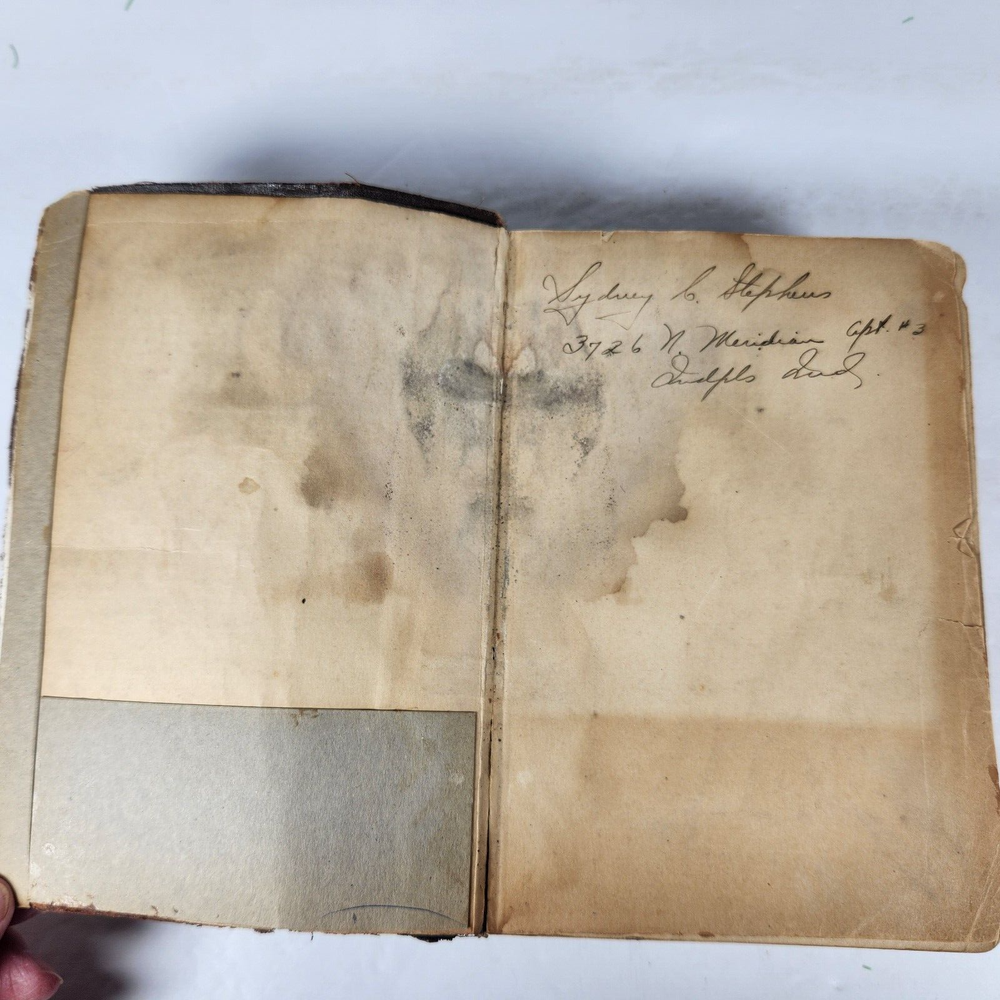 Sydney C. Stephens
3726 N. Meridian Apt. #3
Indpls Ind.